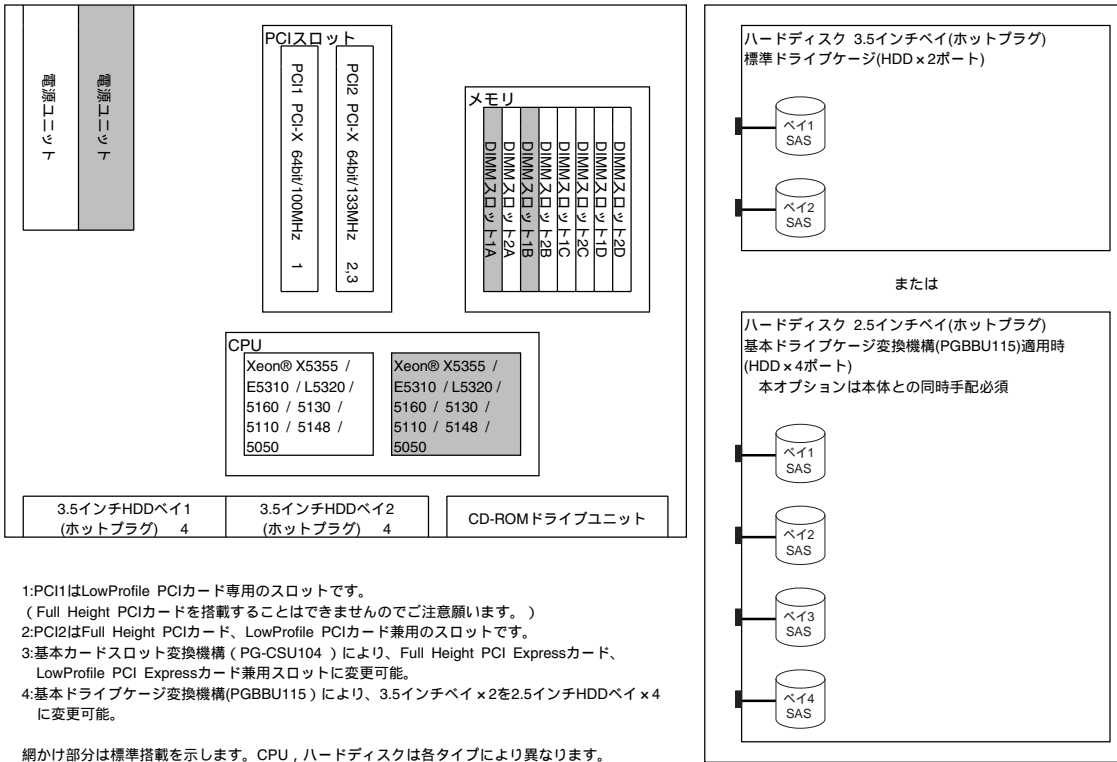 電源ユニット
電源ユニット
PCIスロット
PCI1 PCI-X 64bit/100MHz 1
PCI2 PCI-X 64bit/133MHz 2,3
メモリ
DIMMスロット1A
DIMMスロット2A
DIMMスロット1B
DIMMスロット2B
DIMMスロット1C
DIMMスロット2C
DIMMスロット1D
DIMMスロット2D
CPU
Xeon® X5355 /
E5310 / L5320 /
5160 / 5130 /
5110 / 5148 /
5050
Xeon® X5355 /
E5310 / L5320 /
5160 / 5130 /
5110 / 5148 /
5050
3.5インチHDDベイ1
(ホットプラグ) 4
3.5インチHDDベイ2
(ホットプラグ) 4
CD-ROMドライブユニット
1:PCI1はLowProfile PCIカード専用のスロットです。
(Full Height PCIカードを搭載することはできませんのでご注意願います。)
2:PCI2はFull Height PCIカード、LowProfile PCIカード兼用のスロットです。
3:基本カードスロット変換機構(PG-CSU104 )により、Full Height PCI Expressカード、
LowProfile PCI Expressカード兼用スロットに変更可能。
4:基本ドライブケージ変換機構(PGBBU115)により、3.5インチベイ×2を2.5インチHDDベイ×4
に変更可能。
網かけ部分は標準搭載を示します。CPU,ハードディスクは各タイプにより異なります。
ハードディスク 3.5インチベイ(ホットプラグ)
標準ドライブケージ(HDD×2ポート)
ベイ1
SAS
ベイ2
SAS
または
ハードディスク 2.5インチベイ(ホットプラグ)
基本ドライブケージ変換機構(PGBBU115)適用時
(HDD×4ポート)
本オプションは本体との同時手配必須
ベイ1
SAS
ベイ2
SAS
ベイ3
SAS
ベイ4
SAS